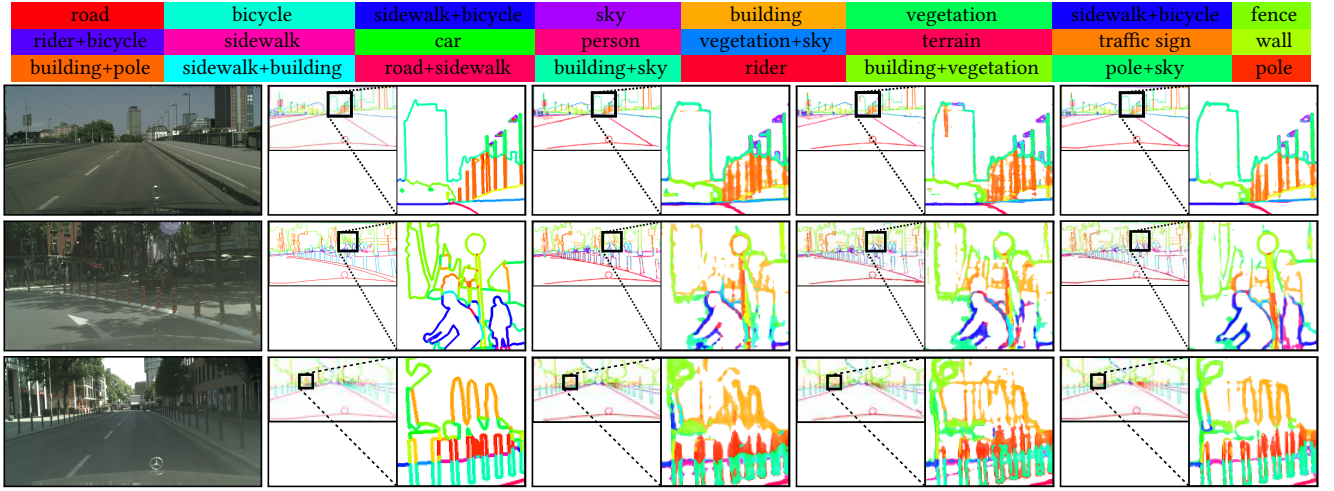 road bicycle sidewalk+bicycle sky building vegetation sidewalk+bicycle fence
rider+bicycle sidewalk car person vegetation+sky terrain traffic sign wall
building+pole sidewalk+building road+sidewalk building+sky rider building+vegetation pole+sky pole